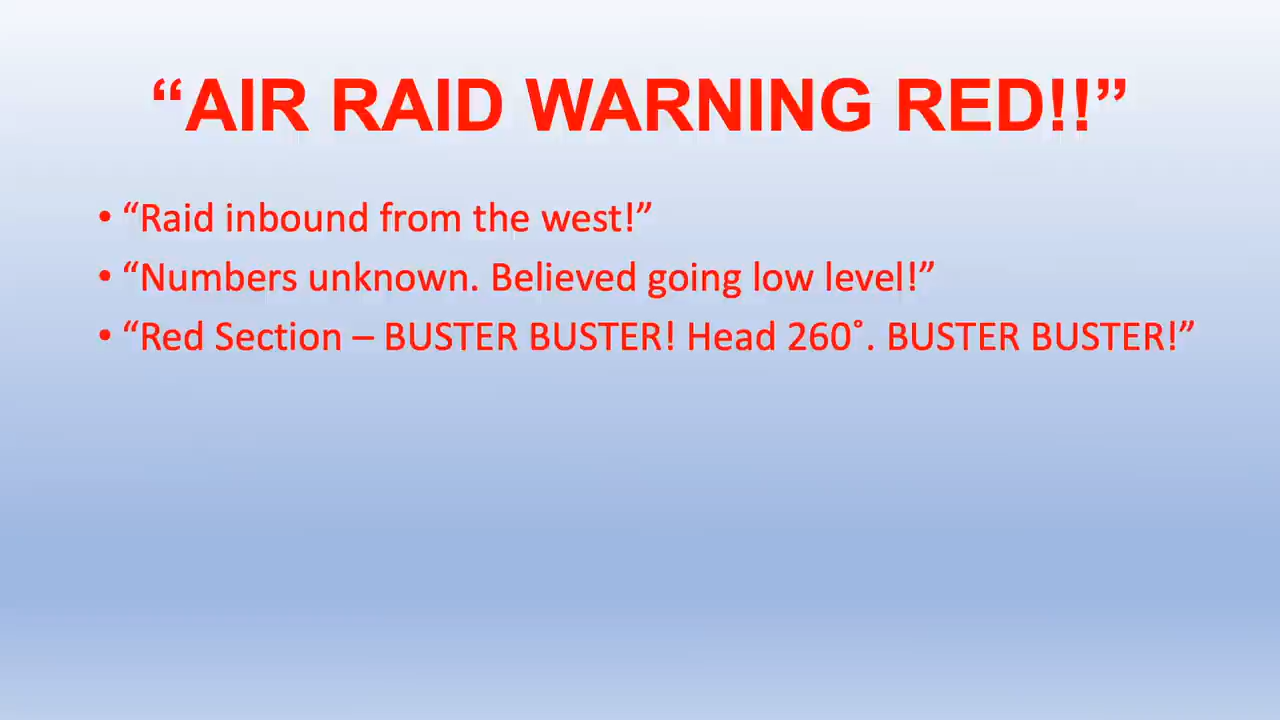 “AIR RAID WARNING RED!!”
• “Raid inbound from the west!”
• “Numbers unknown. Believed going low level!”
• “Red Section – BUSTER BUSTER! Head 260˚. BUSTER BUSTER!”